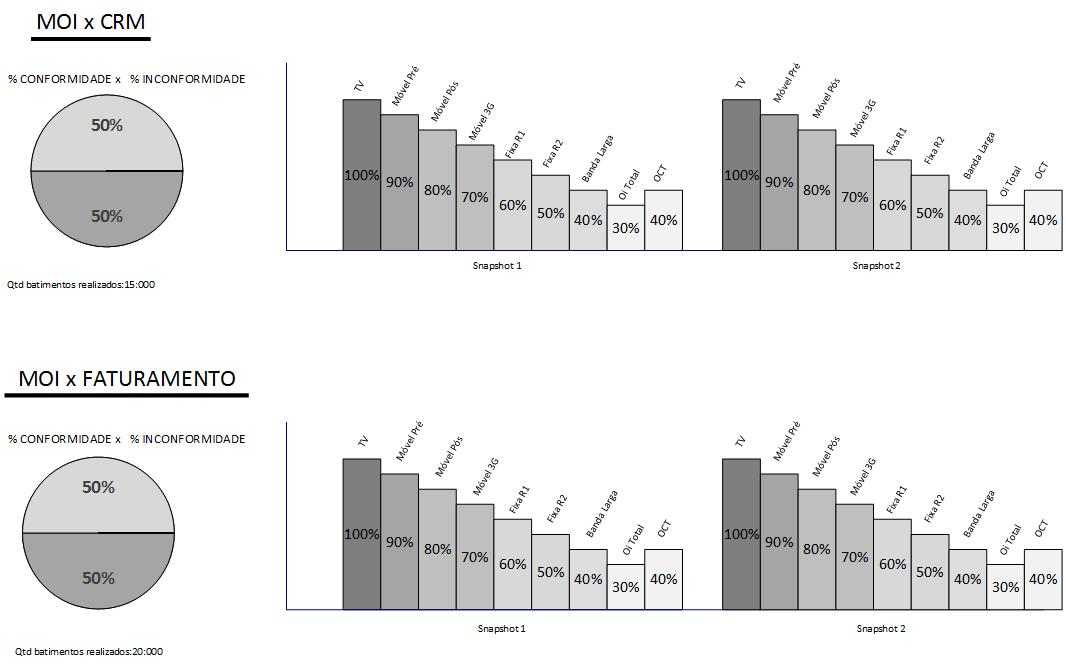 MOI x CRM
% CONFORMIDADE x % INCONFORMIDADE
50%
50%
Qtd batimentos realizados:15:000
TV
Móvel Pré
Móvel Pós
Móvel 3G
Fixa R1
Fixa R2
Banda Larga
Oi Total
OCT
100%
90%
80%
70%
60%
50%
40%
30%
40%
Snapshot 1
TV
Móvel Pré
Móvel Pós
Móvel 3G
Fixa R1
Fixa R2
Banda Larga
Oi Total
OCT
100%
90%
80%
70%
60%
50%
40%
30%
40%
Snapshot 2
MOI x FATURAMENTO
% CONFORMIDADE x % INCONFORMIDADE
50%
50%
Qtd batimentos realizados:20:000
TV
Móvel Pré
Móvel Pós
Móvel 3G
Fixa R1
Fixa R2
Banda Larga
Oi Total
OCT
100%
90%
80%
70%
60%
50%
40%
30%
40%
Snapshot 1
TV
Móvel Pré
Móvel Pós
Móvel 3G
Fixa R1
Fixa R2
Banda Larga
Oi Total
OCT
100%
90%
80%
70%
60%
50%
40%
30%
40%
Snapshot 2